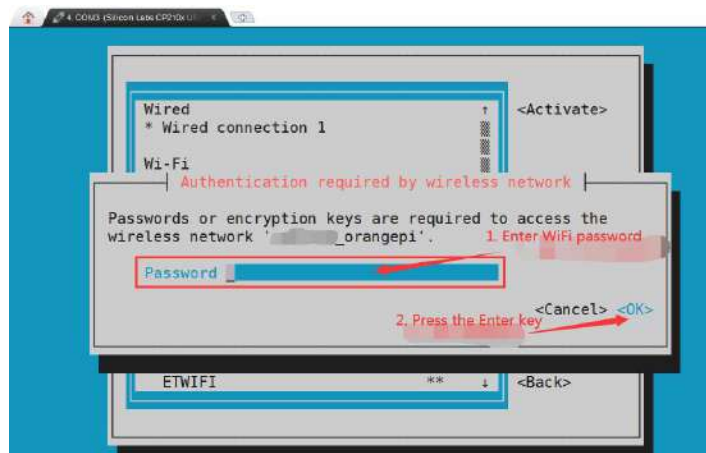 4. COM3 (Silicon Labs CP210x U
Wired
* Wired connection 1
Wi-Fi
<Activate>
Authentication required by wireless network
Passwords or encryption keys are required to access the
wireless network ' _orangepi'.
1. Enter WiFi password
Password _
<Cancel> <OK>
2. Press the Enter key
ETWIFI ** ↓ <Back>